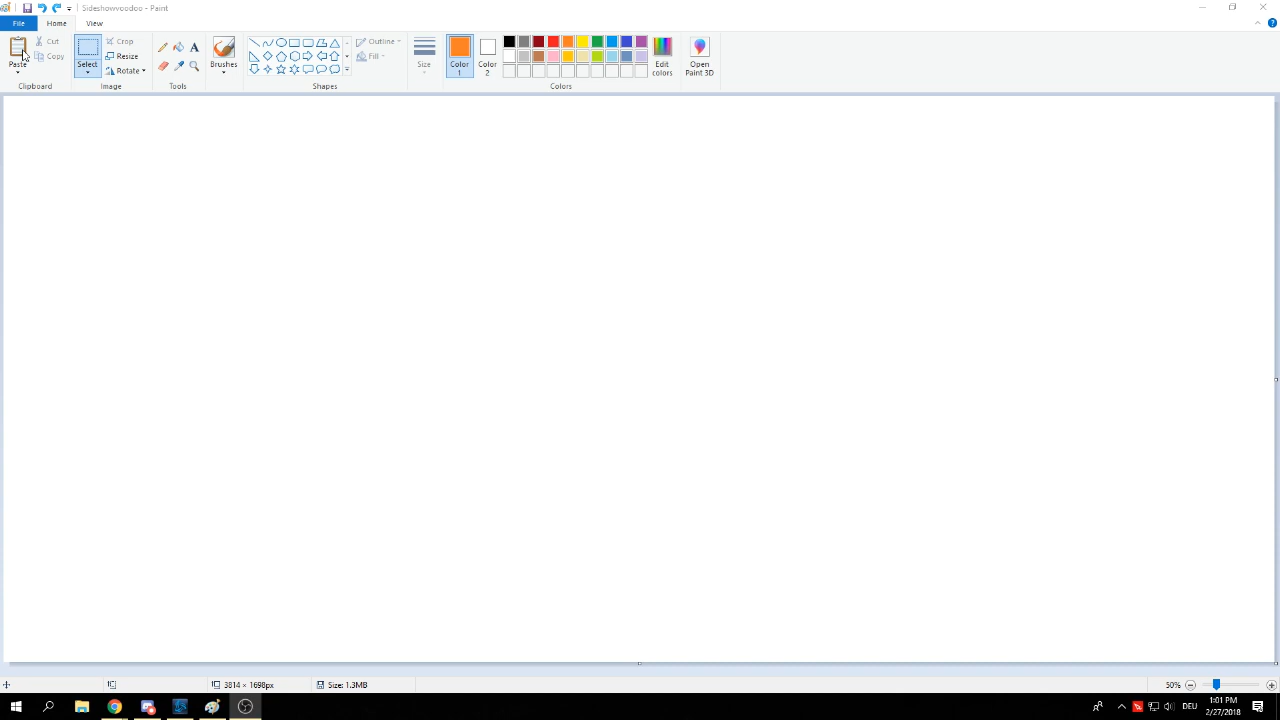 Sideshowvoodoo - Paint
File Home View
Paste
Cut
Copy
Clipboard
Select
Crop
Resize
Rotate
Image
A
Tools
Brushes
Outline
Fill
Shapes
Size
Color 1
Color 2
Edit colors
Colors
Open Paint 3D
3814 × 1698px
Size: 1.3MB
50%
DEU
1:01 PM
2/27/2018